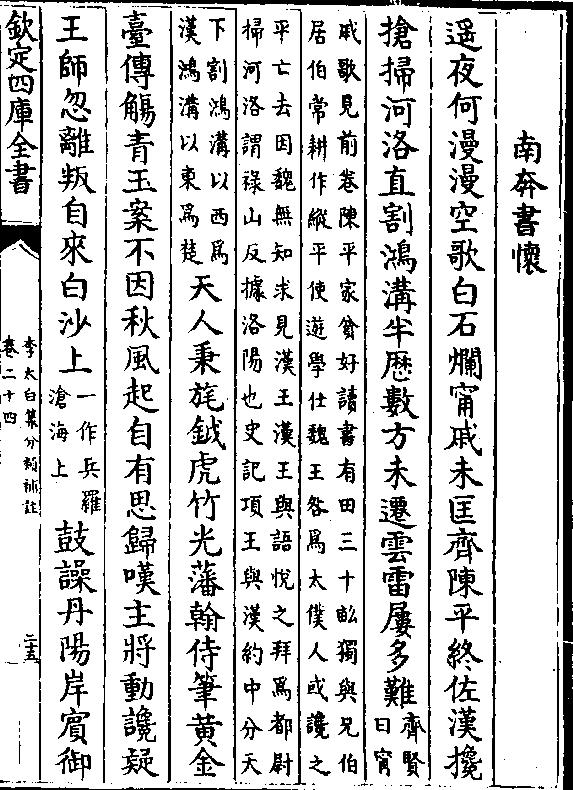 南奔書懷
遥夜何漫漫空歌白石爛甯戚未匡齊陳平終佐漢攙
搶掃河洛直割鴻溝半歴數方未遷雲雷屢多難
齊賢
曰甯
戚歌見前卷陳平家貧好讀書有田三十畝獨與兄伯
居伯常耕作縱平使遊學仕魏王咎爲太僕人或讒之
平亡去因魏無知求見漢王漢王與語悦之拜爲都尉
掃河洛謂祿山反據洛陽也史記項王與漢約中分天
下割鴻溝以西爲
漢鴻溝以東爲楚
天人秉旄鉞虎竹光藩翰侍筆黄金
臺傳觴青玉案不因秋風起自有思歸嘆主將動讒疑
王師忽離叛自來白沙上
一作兵羅
滄海上
鼓譟丹陽岸賓御
欽定四庫全書
李太白集分類補註
卷二十四
二十五